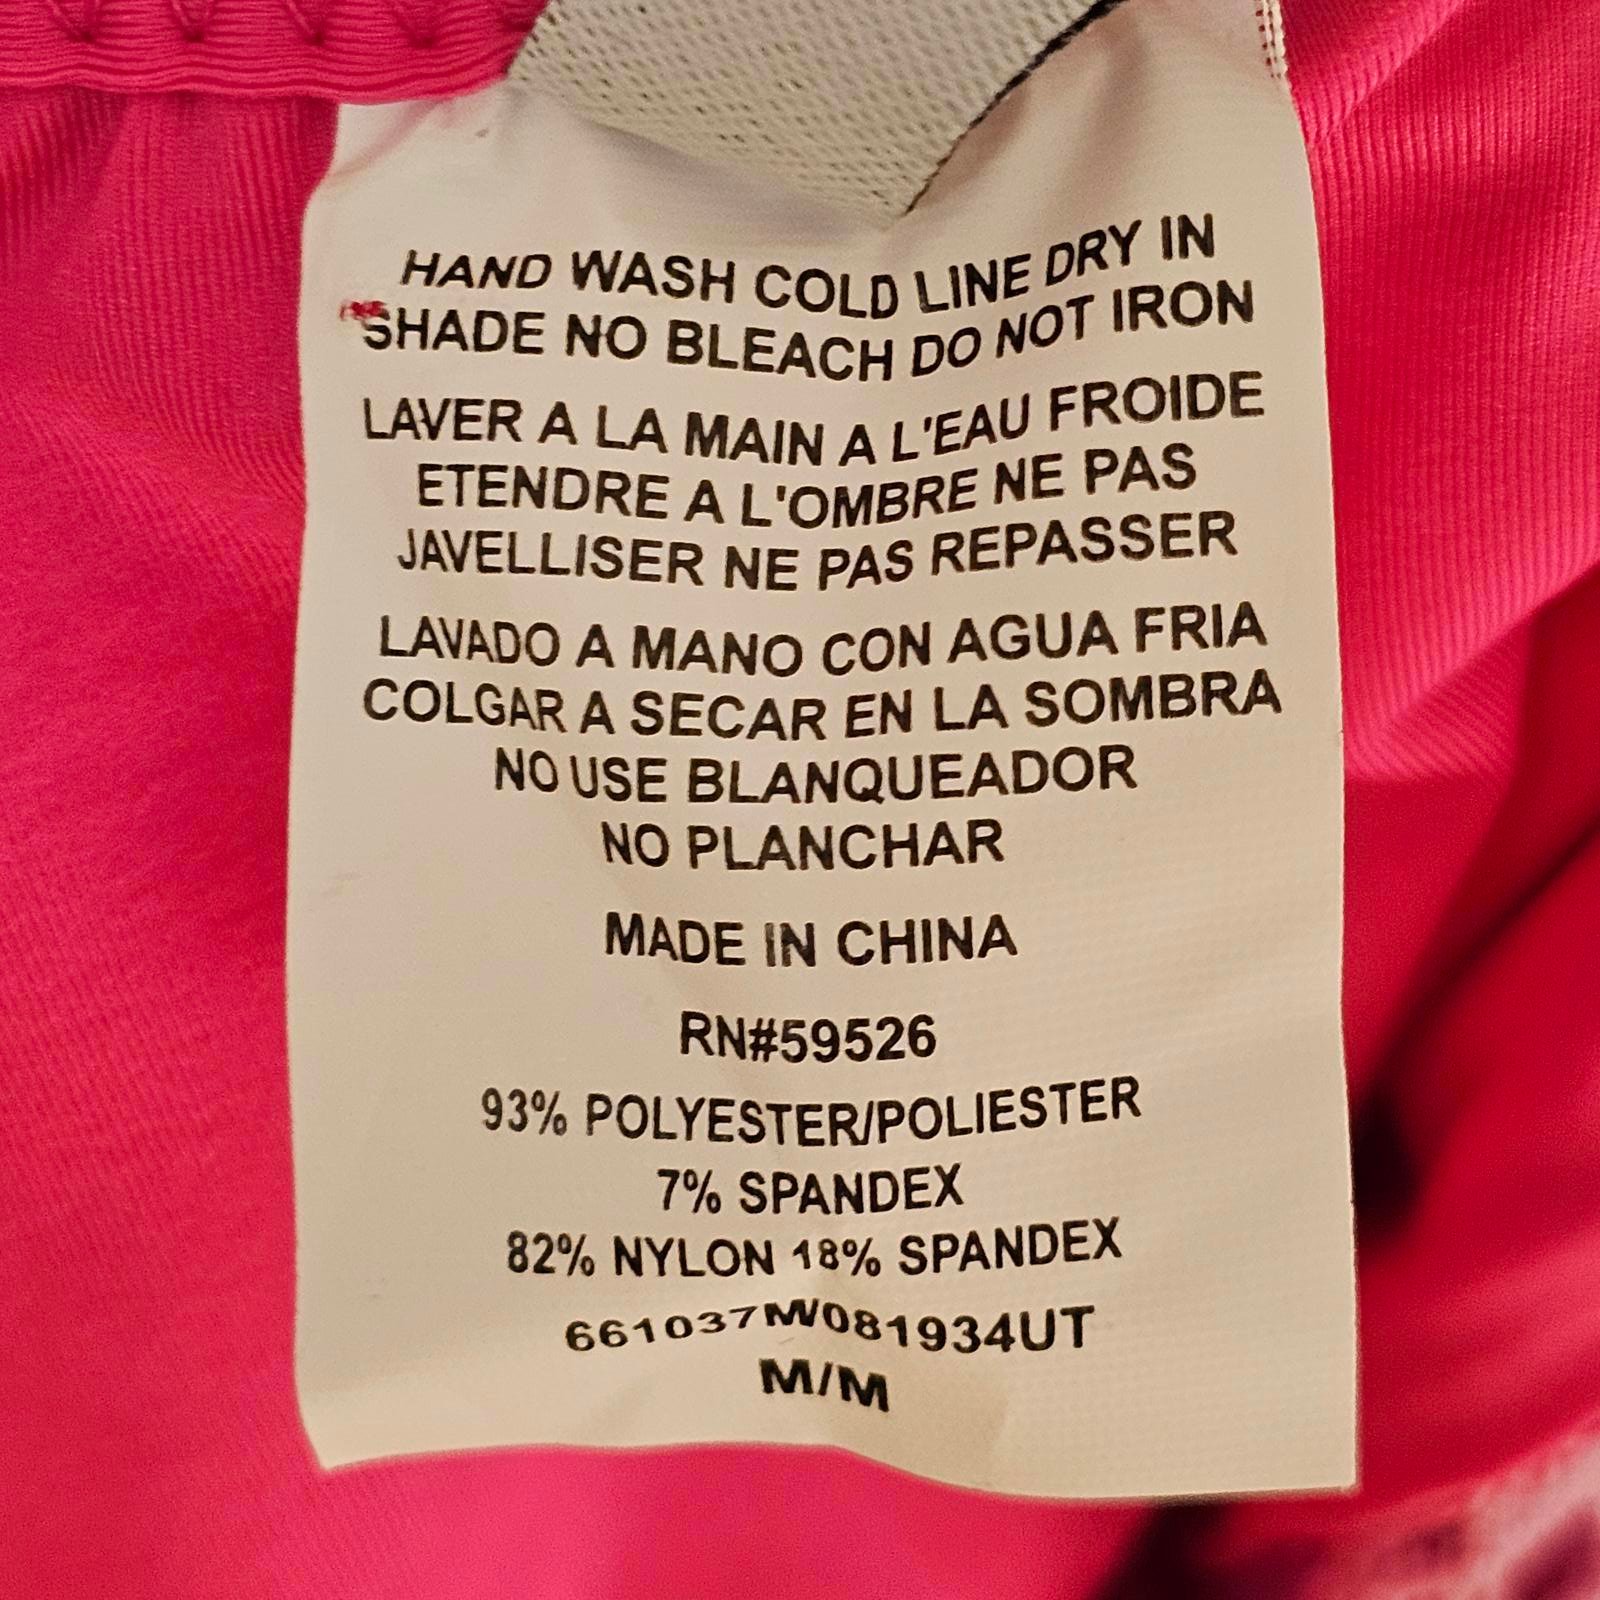 HAND WASH COLD LINE DRY IN
SHADE NO BLEACH DO NOT IRON
LAVER A LA MAIN A L'EAU FROIDE
ETENDRE A L'OMBRE NE PAS
JAVELLISER NE PAS REPASSER
LAVADO A MANO CON AGUA FRIA
COLGAR A SECAR EN LA SOMBRA
NO USE BLANQUEADOR
NO PLANCHAR
MADE IN CHINA
RN#59526
93% POLYESTER/POLIESTER
7% SPANDEX
82% NYLON 18% SPANDEX
661037MW081934UT
M/M